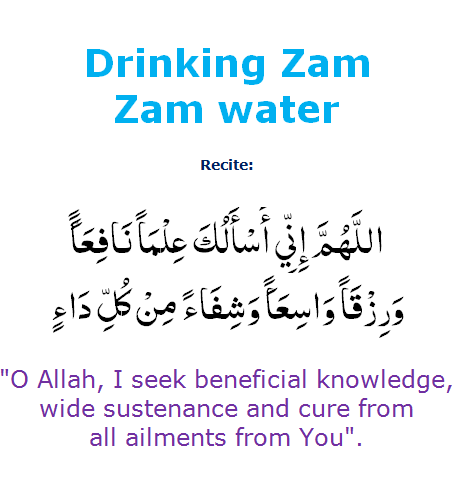 Drinking Zam
Zam water
Recite:
اللَّهُمَّ إِنِّي أَسْأَلُكَ عِلْمَاً نَافِعَاً
وَرِزْقَاً وَاسِعَاً وَشِفَاءً مِنْ كُلِّ دَاءٍ
"O Allah, I seek beneficial knowledge,
wide sustenance and cure from
all ailments from You".